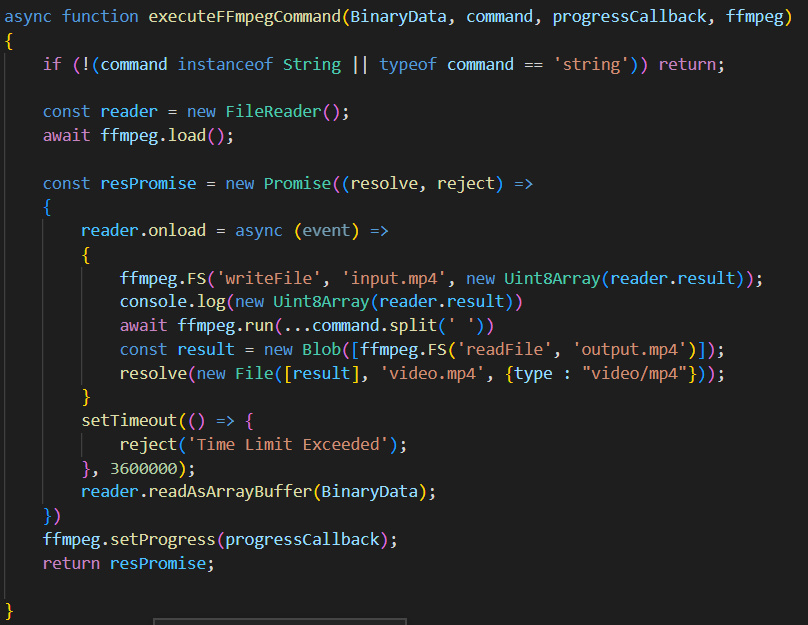 async function executeFFmpegCommand(BinaryData, command, progressCallback, ffmpeg)
{
    if (!(command instanceof String || typeof command == 'string')) return;

    const reader = new FileReader();
    await ffmpeg.load();

    const resPromise = new Promise((resolve, reject) =>
    {
        reader.onload = async (event) =>
        {
            ffmpeg.FS('writeFile', 'input.mp4', new Uint8Array(reader.result));
            console.log(new Uint8Array(reader.result))
            await ffmpeg.run(...command.split(' '))
            const result = new Blob([ffmpeg.FS('readFile', 'output.mp4')]);
            resolve(new File([result], 'video.mp4', {type : "video/mp4"}));
        }
        setTimeout(() => {
            reject('Time Limit Exceeded');
        }, 3600000);
        reader.readAsArrayBuffer(BinaryData);
    })
    ffmpeg.setProgress(progressCallback);
    return resPromise;

}